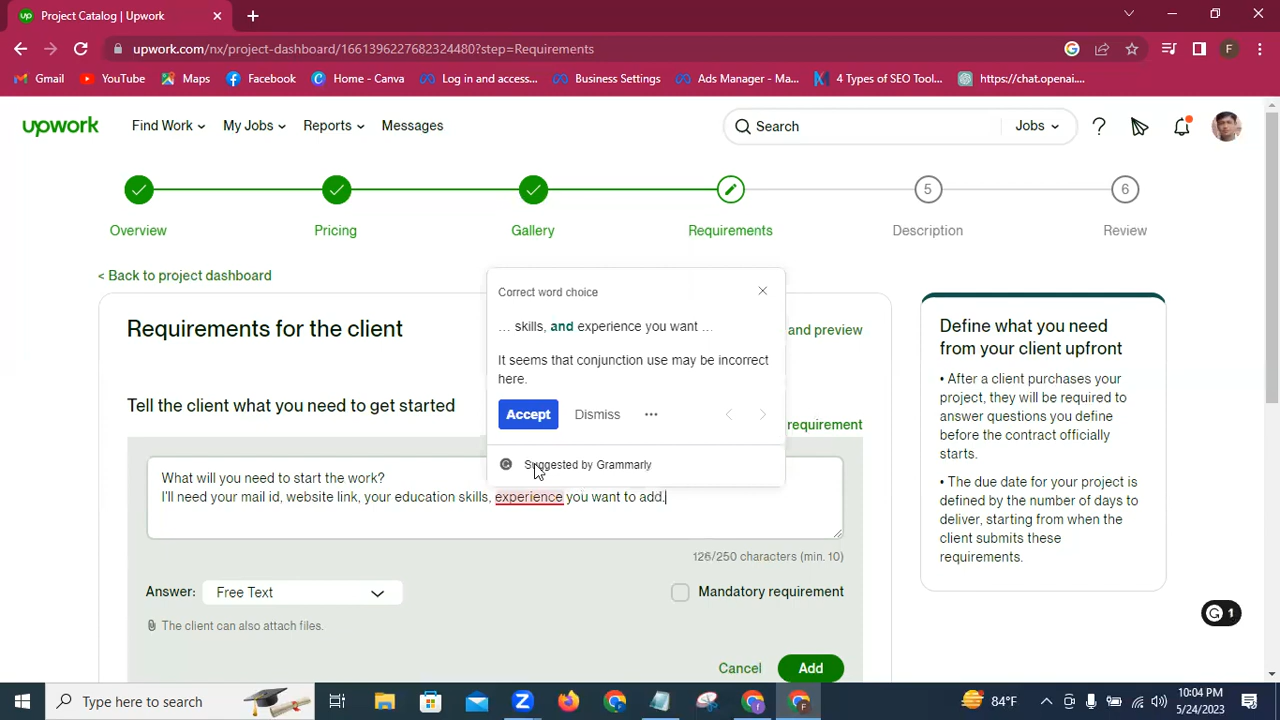 up Project Catalog | Upwork
upwork.com/nx/project-dashboard/1661396227682324480?step=Requirements
F
Gmail YouTube Maps Facebook Home - Canva Log in and access... Business Settings Ads Manager - Ma... 4 Types of SEO Tool... https://chat.openai....
upwork Find Work My Jobs Reports Messages Search Jobs ?
5 6
Overview Pricing Gallery Requirements Description Review
< Back to project dashboard
Correct word choice
Requirements for the client
and preview
... skills, and experience you want ...
It seems that conjunction use may be incorrect
here.
Accept Dismiss ...
Suggested by Grammarly
Tell the client what you need to get started
requirement
What will you need to start the work?
I'll need your mail id, website link, your education skills, experience you want to add.
126/250 characters (min. 10)
Answer: Free Text Mandatory requirement
The client can also attach files.
Cancel Add
Define what you need
from your client upfront
• After a client purchases your
project, they will be required to
answer questions you define
before the contract officially
starts.
• The due date for your project is
defined by the number of days to
deliver, starting from when the
client submits these
requirements.
1
Type here to search 84°F 10:04 PM
5/24/2023